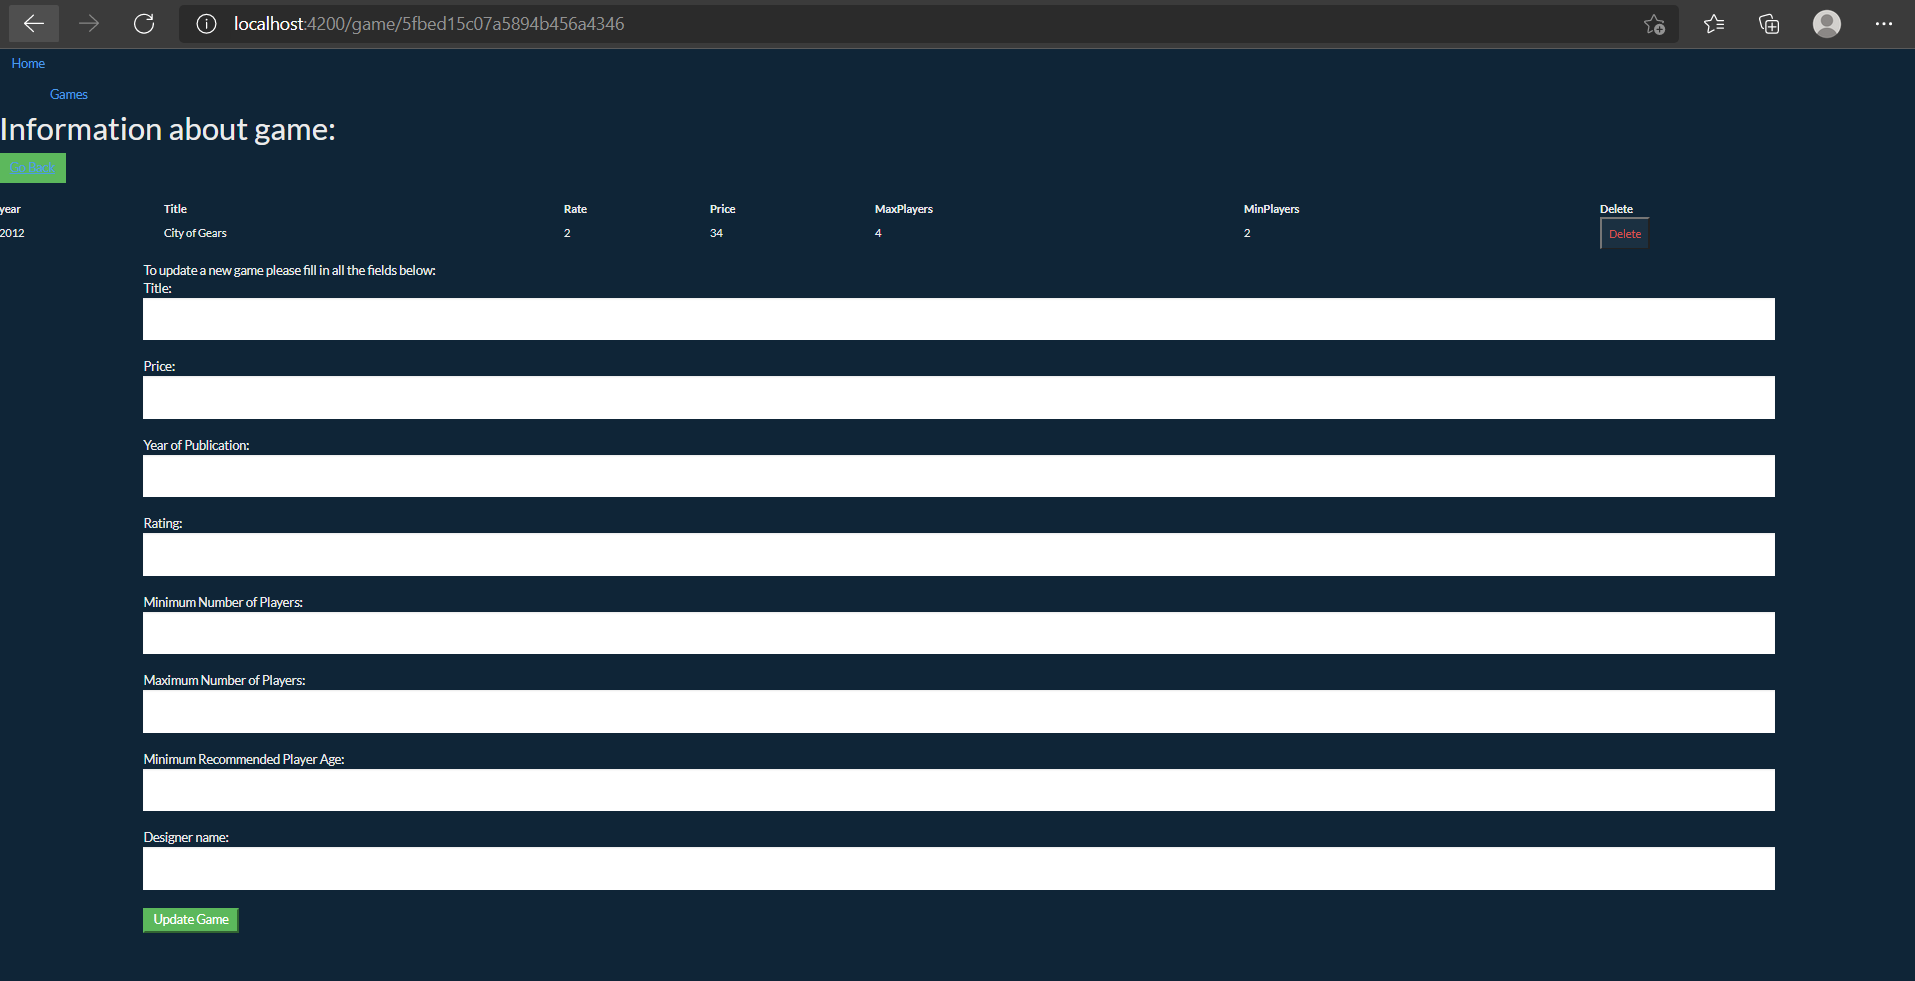 localhost:4200/game/5fbed15c07a5894b456a4346
Home
Games
Information about game:
Go Back
year Title Rate Price MaxPlayers MinPlayers Delete
2012 City of Gears 2 34 4 2 Delete
To update a new game please fill in all the fields below:
Title:
Price:
Year of Publication:
Rating:
Minimum Number of Players:
Maximum Number of Players:
Minimum Recommended Player Age:
Designer name:
Update Game